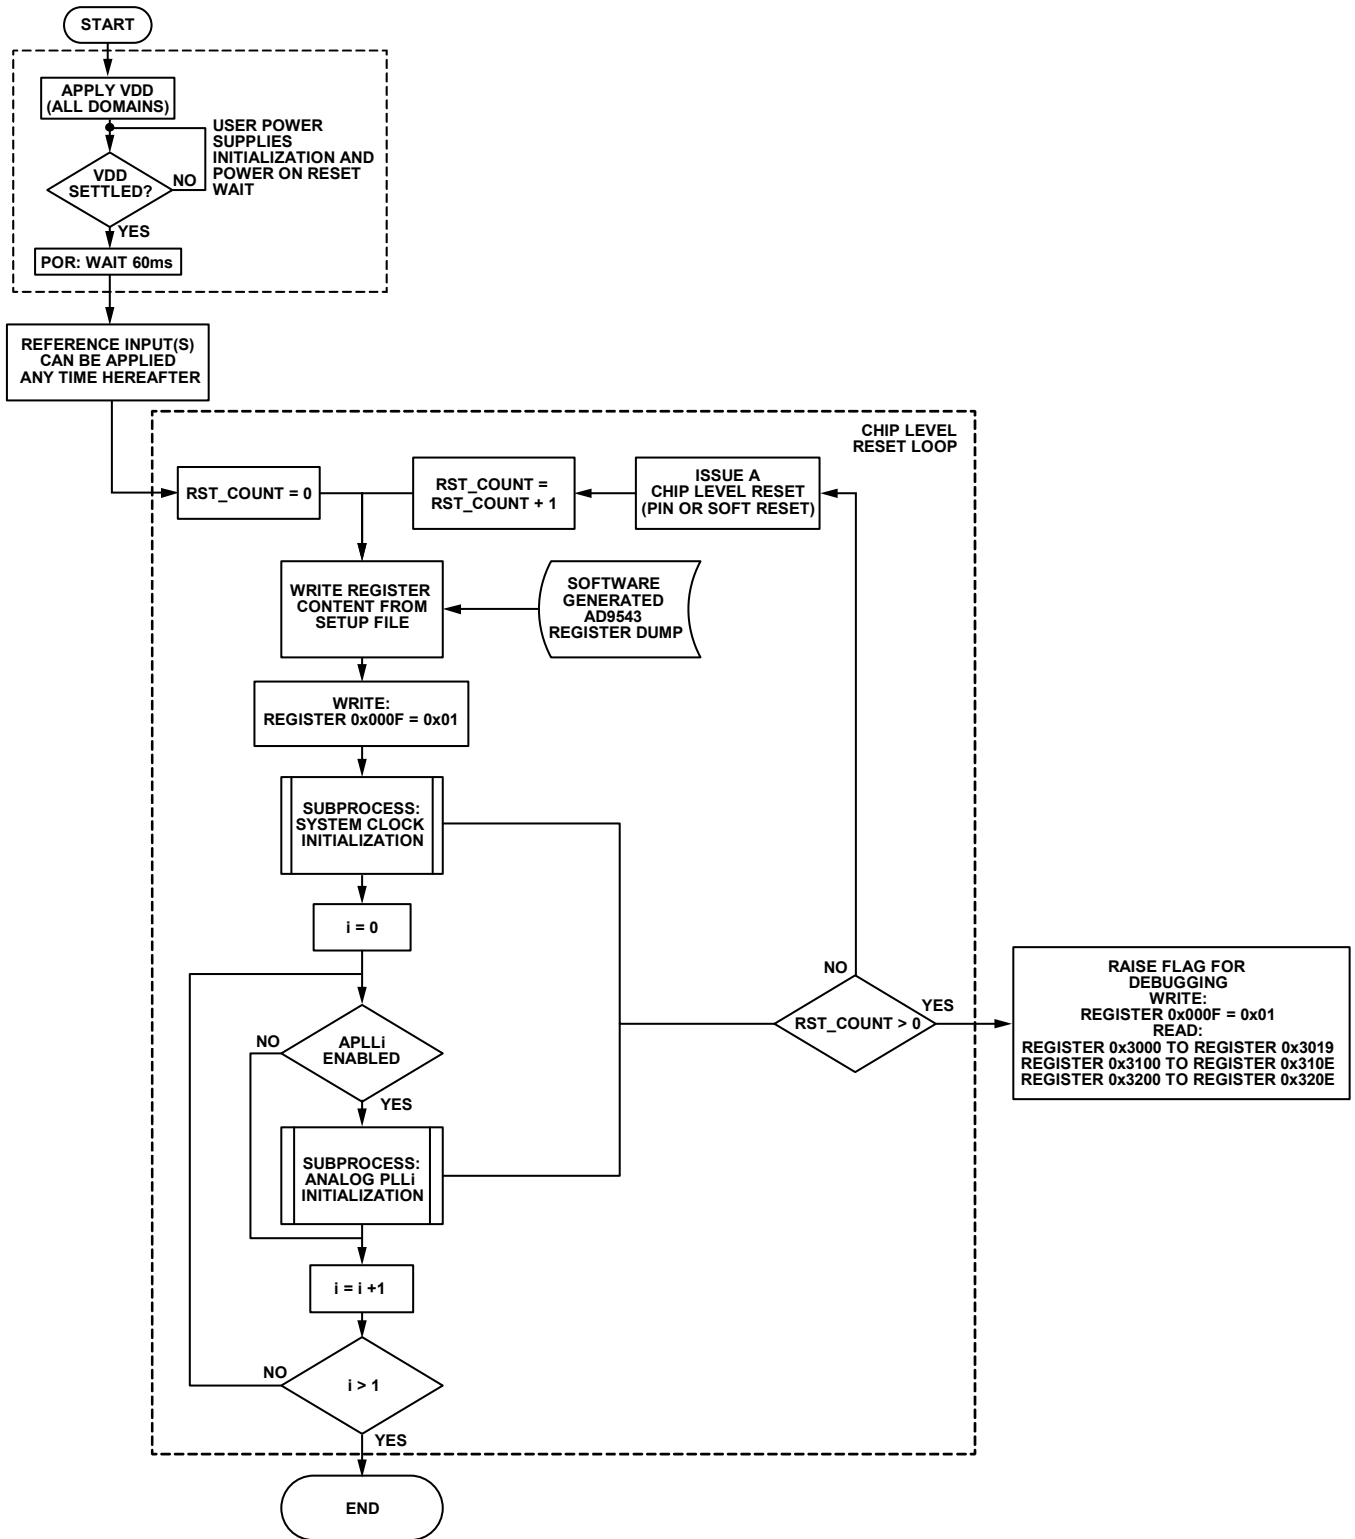 START
APPLY VDD
(ALL DOMAINS)
USER POWER
SUPPLIES
INITIALIZATION AND
POWER ON RESET
WAIT
VDD
SETTLED?
NO
YES
POR: WAIT 60ms
REFERENCE INPUT(S)
CAN BE APPLIED
ANY TIME HEREAFTER
CHIP LEVEL
RESET LOOP
RST_COUNT = 0
RST_COUNT =
RST_COUNT + 1
ISSUE A
CHIP LEVEL RESET
(PIN OR SOFT RESET)
WRITE REGISTER
CONTENT FROM
SETUP FILE
SOFTWARE
GENERATED
AD9543
REGISTER DUMP
WRITE:
REGISTER 0x000F = 0x01
SUBPROCESS:
SYSTEM CLOCK
INITIALIZATION
i = 0
NO
RST_COUNT > 0
YES
RAISE FLAG FOR
DEBUGGING
WRITE:
REGISTER 0x000F = 0x01
READ:
REGISTER 0x3000 TO REGISTER 0x3019
REGISTER 0x3100 TO REGISTER 0x310E
REGISTER 0x3200 TO REGISTER 0x320E
NO
APLLi
ENABLED
YES
SUBPROCESS:
ANALOG PLLi
INITIALIZATION
i = i +1
NO
i > 1
YES
END